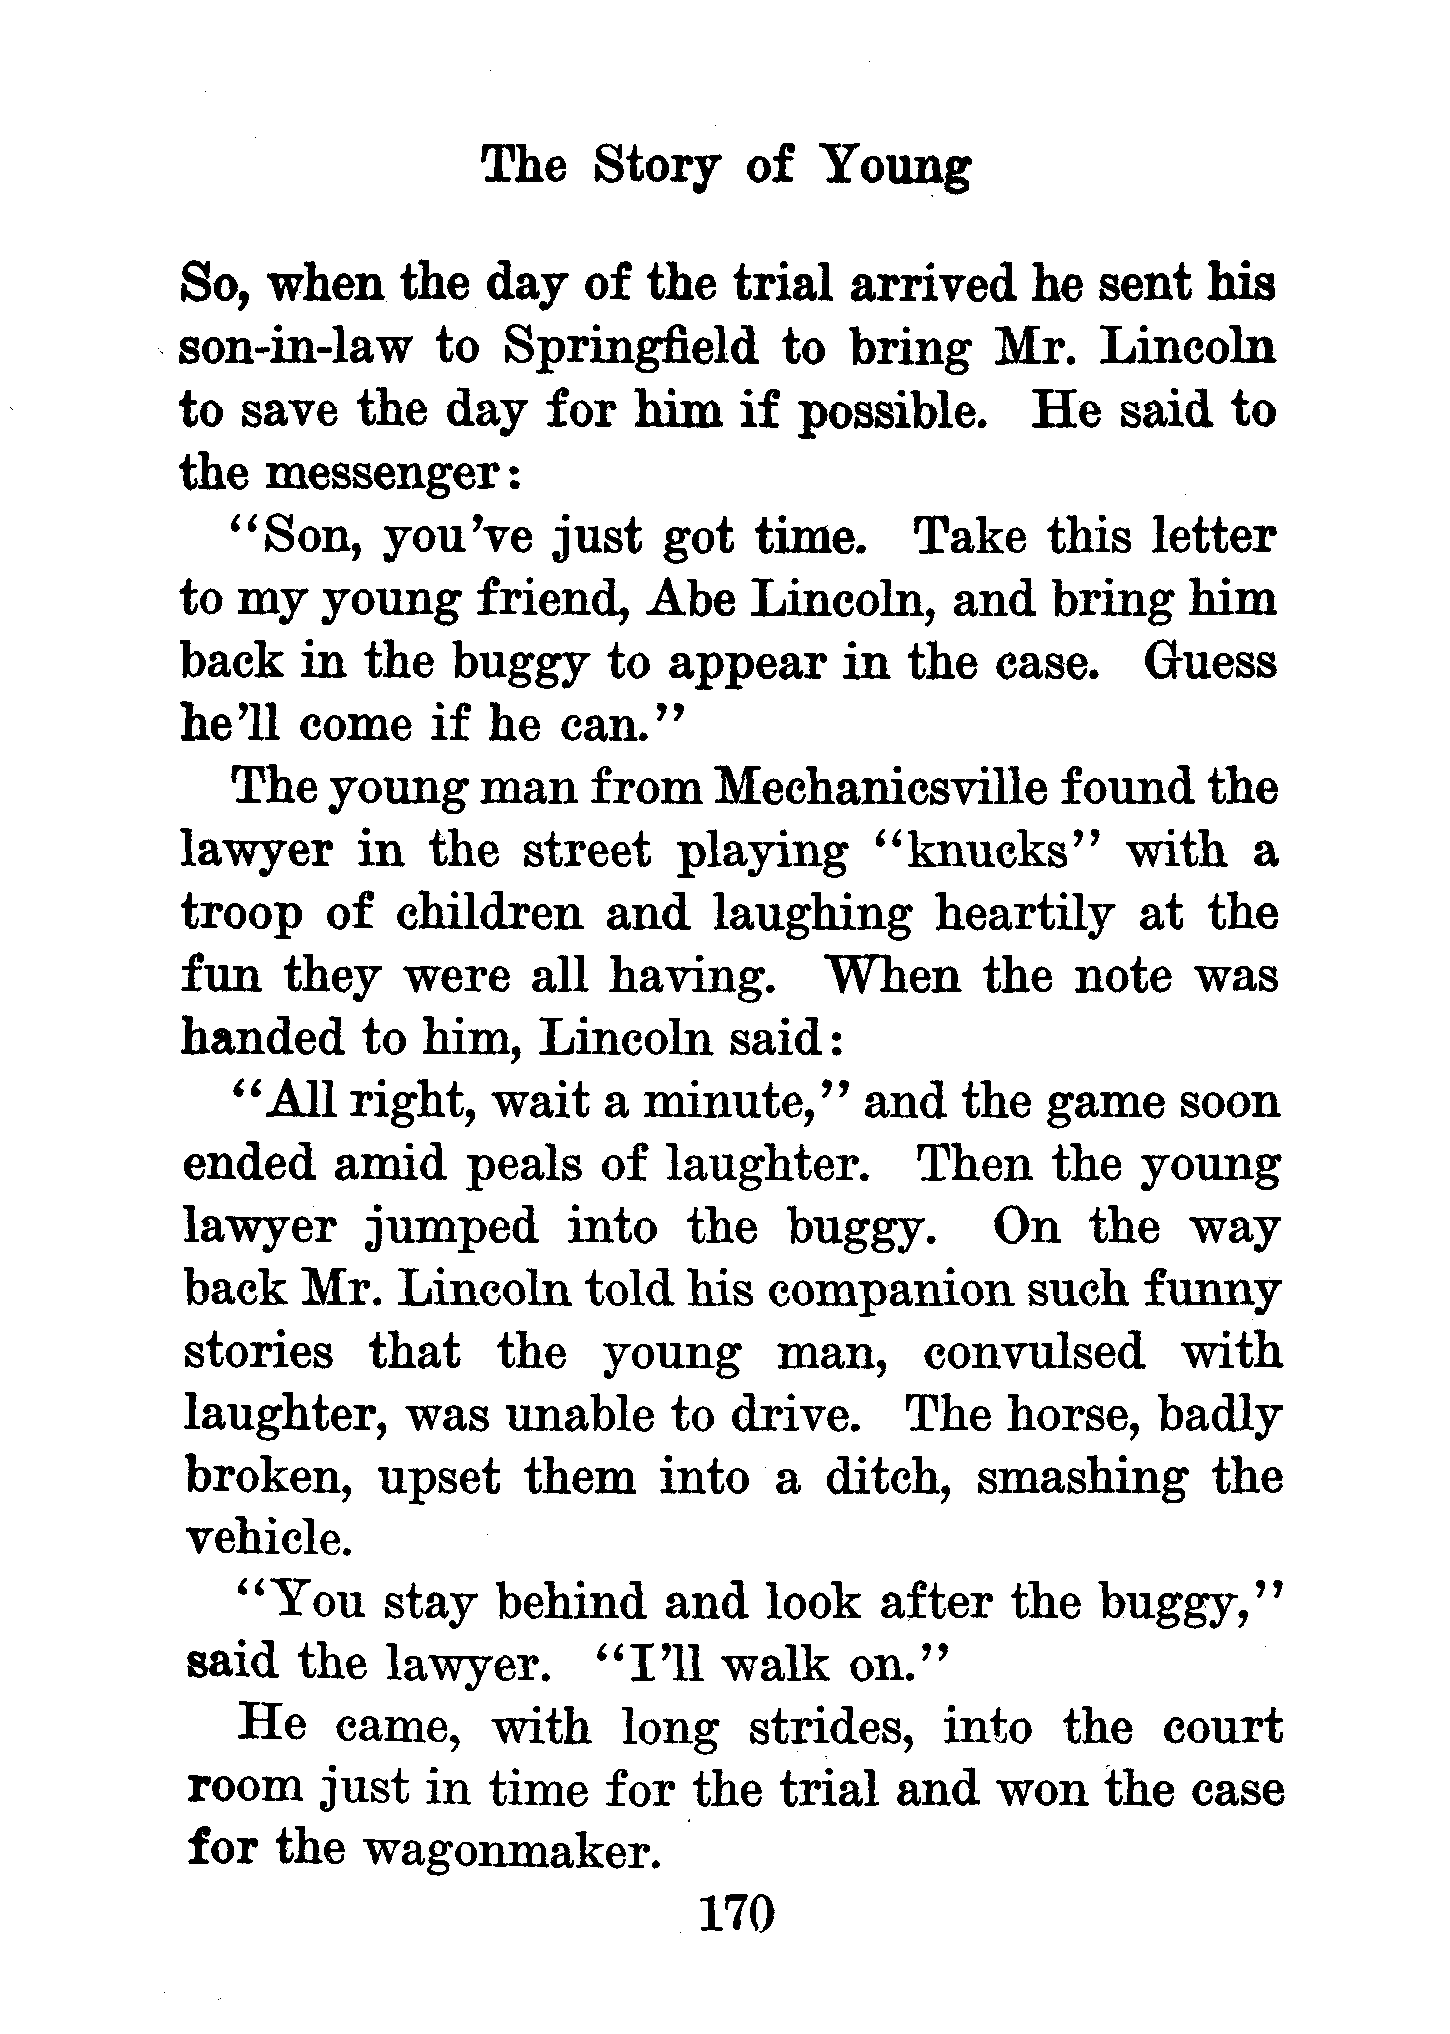 The Story of Young
So, when the day of the trial arrived he sent his
son-in-law to Springfield to bring Mr. Lincoln
to save the day for him if possible. He said to
the messenger:
"Son, you've just got time. Take this letter
to my young friend, Abe Lincoln, and bring him
back in the buggy to appear in the case. Guess
he'll come if he can."
The young man from Mechanicsville found the
lawyer in the street playing "knucks" with a
troop of children and laughing heartily at the
fun they were all having. When the note was
handed to him, Lincoln said:
"All right, wait a minute," and the game soon
ended amid peals of laughter. Then the young
lawyer jumped into the buggy. On the way
back Mr. Lincoln told his companion such funny
stories that the young man, convulsed with
laughter, was unable to drive. The horse, badly
broken, upset them into a ditch, smashing the
vehicle.
"You stay behind and look after the buggy,"
said the lawyer. "I'll walk on."
He came, with long strides, into the court
room just in time for the trial and won the case
for the wagonmaker.
170